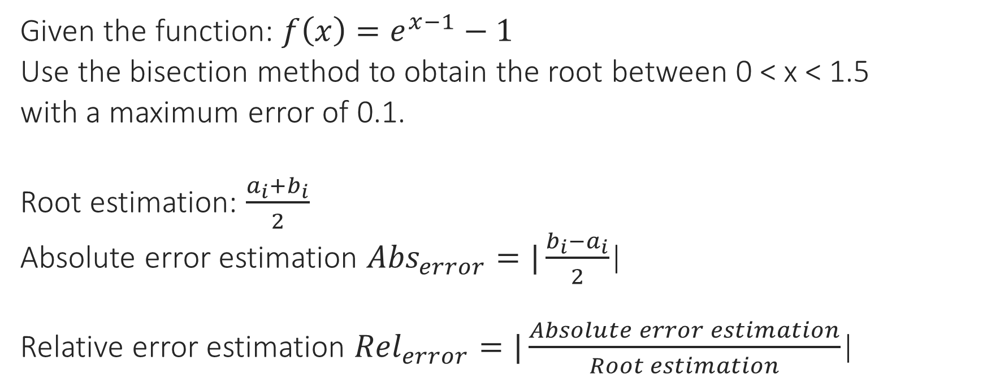 Given the function: f(x) = e^{x−1} − 1
Use the bisection method to obtain the root between 0 < x < 1.5
with a maximum error of 0.1.
Root estimation: \frac{a_i+b_i}{2}
Absolute error estimation Abs_{error} = |\frac{b_i−a_i}{2}|
Relative error estimation Rel_{error} = |\frac{Absolute error estimation}{Root estimation}|